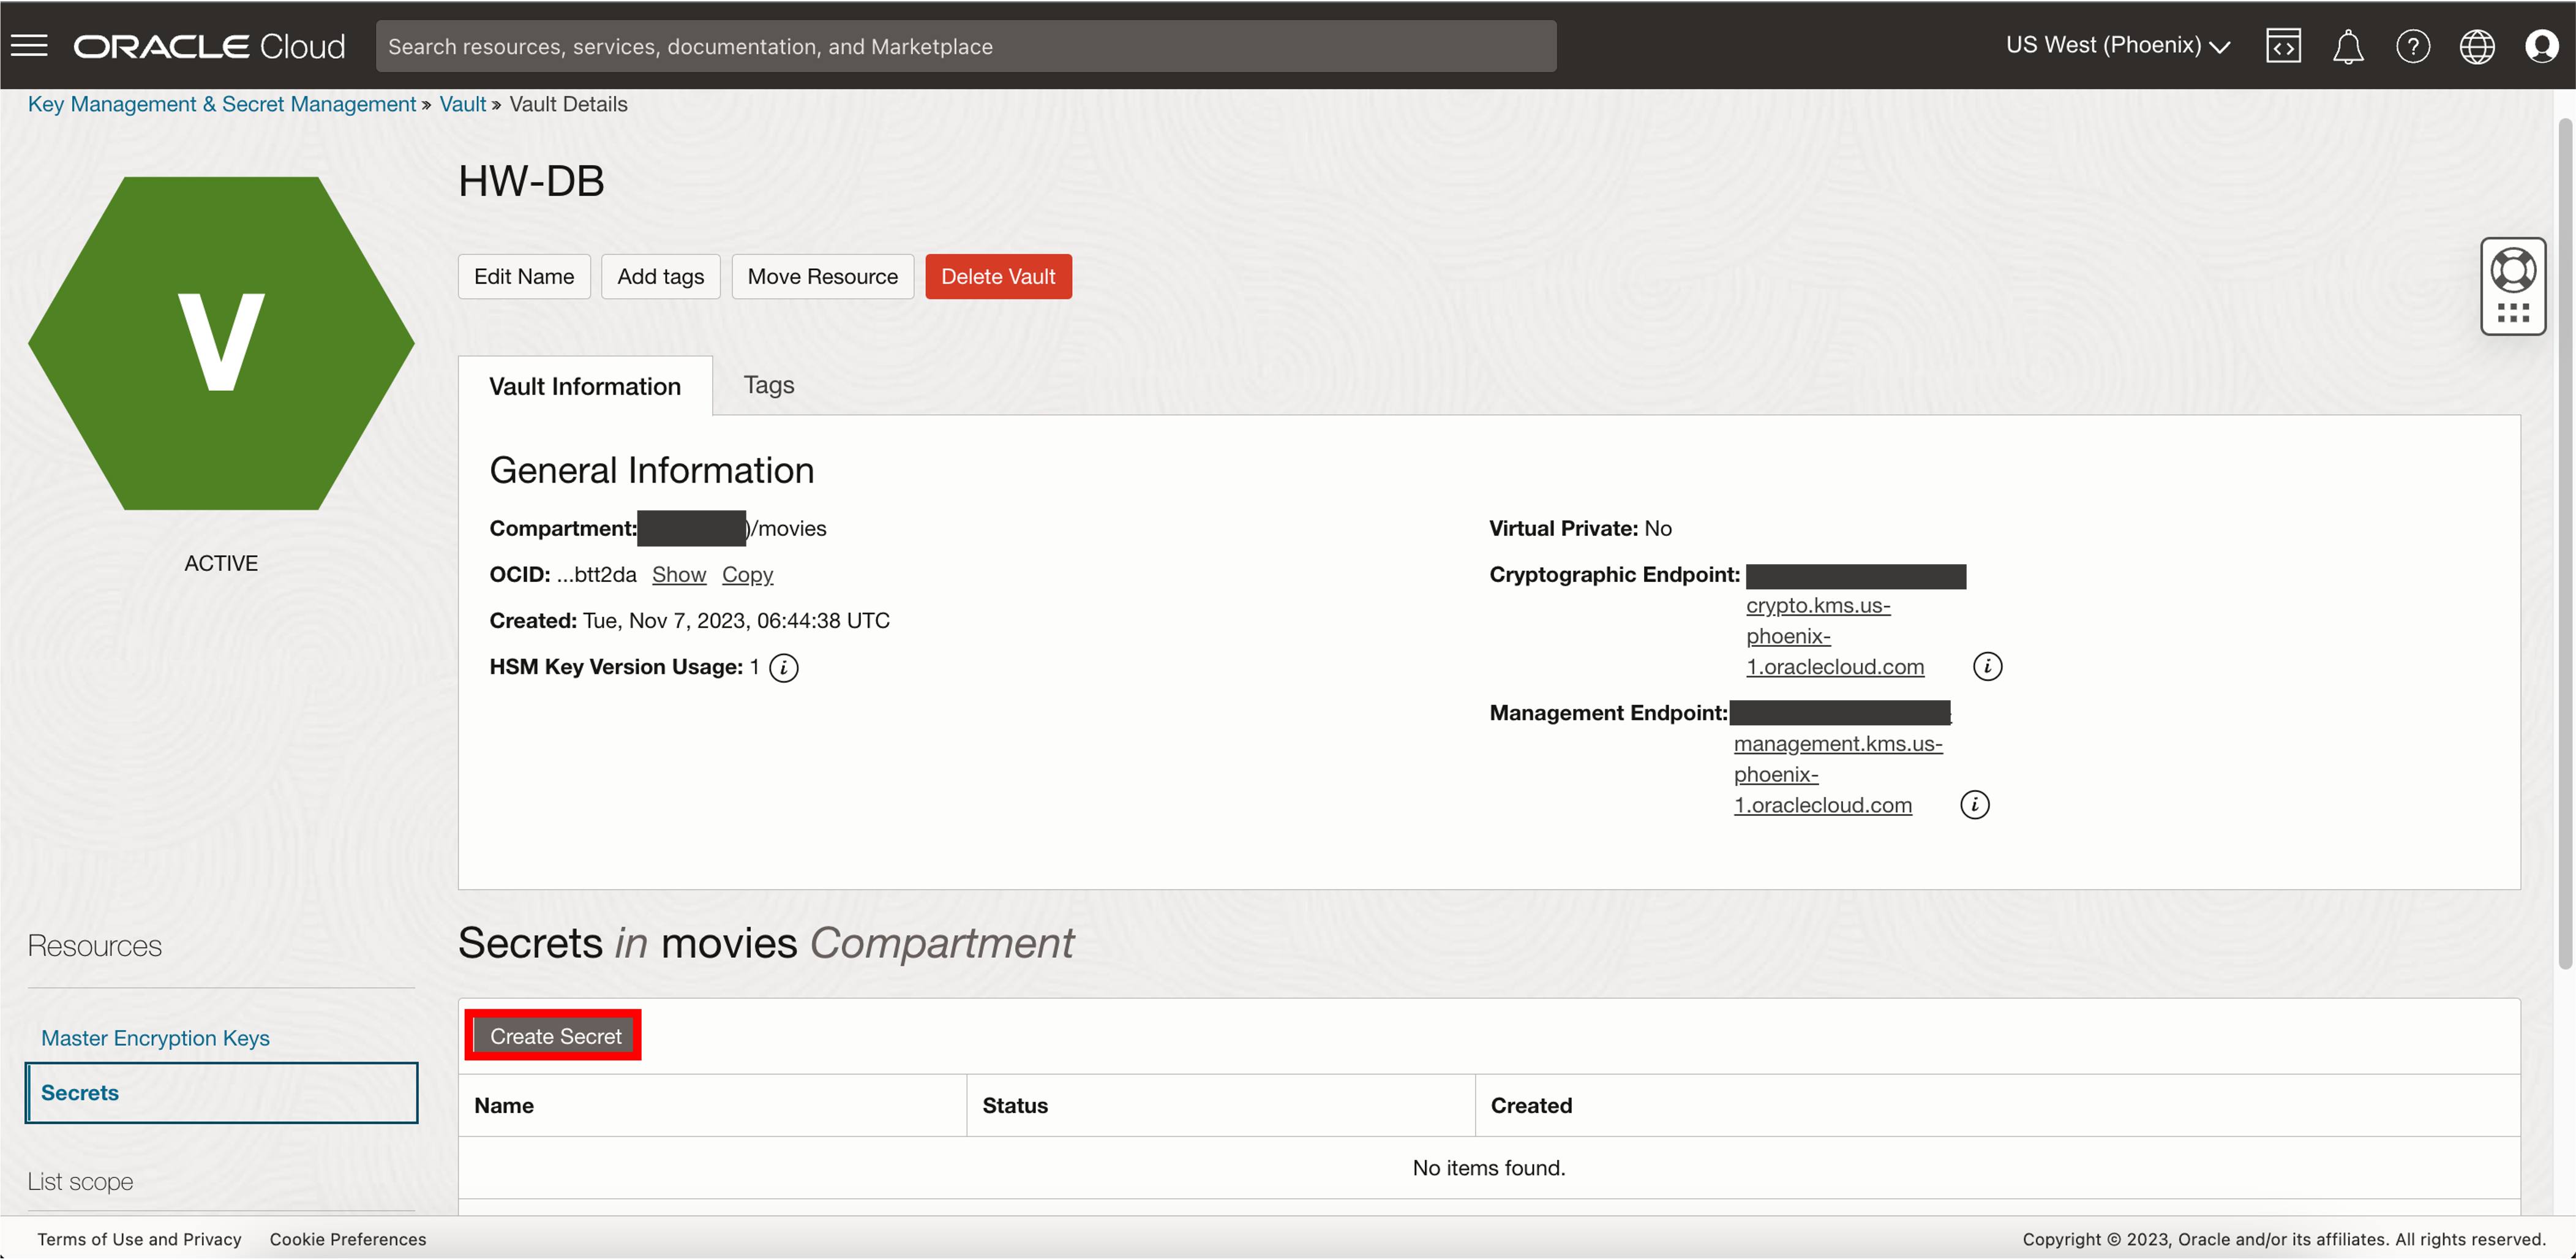 ORACLE Cloud
Search resources, services, documentation, and Marketplace
US West (Phoenix)
Key Management & Secret Management » Vault » Vault Details
V
ACTIVE
HW-DB
Edit Name Add tags Move Resource Delete Vault
Vault Information Tags
General Information
Compartment: )/movies
OCID: ...btt2da Show Copy
Created: Tue, Nov 7, 2023, 06:44:38 UTC
HSM Key Version Usage: 1
Virtual Private: No
Cryptographic Endpoint:
crypto.kms.us-
phoenix-
1.oraclecloud.com
Management Endpoint:
management.kms.us-
phoenix-
1.oraclecloud.com
Resources
Master Encryption Keys
Secrets
List scope
Secrets in movies Compartment
Create Secret
Name Status Created
No items found.
Terms of Use and Privacy Cookie Preferences
Copyright © 2023, Oracle and/or its affiliates. All rights reserved.